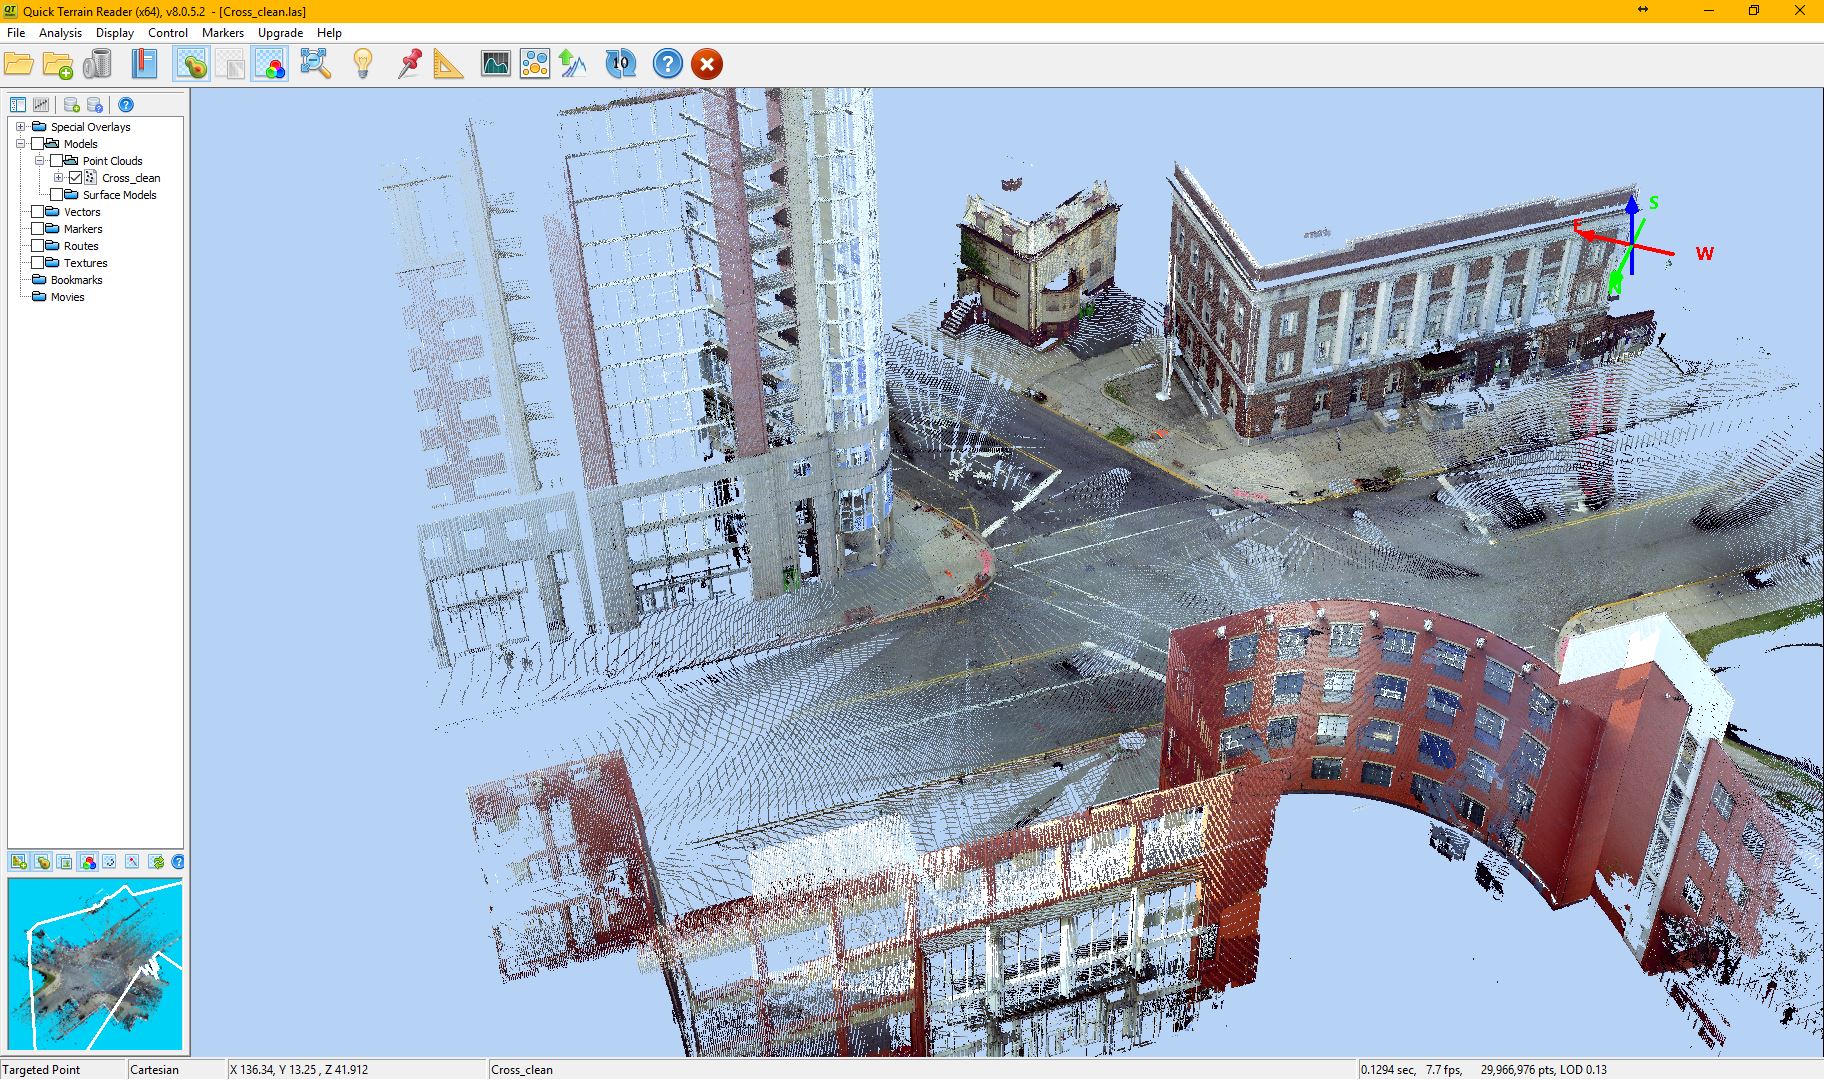 Quick Terrain Reader (x64), v8.0.5.2 - [Cross_clean.las]
File Analysis Display Control Markers Upgrade Help
QT
10
?
?
Special Overlays
Models
Point Clouds
Cross_clean
Surface Models
Vectors
Markers
Routes
Textures
Bookmarks
Movies
S
E
W
N
?
Targeted Point Cartesian X 136.34, Y 13.25 , Z 41.912 Cross_clean 0.1294 sec, 7.7 fps, 29,966,976 pts, LOD 0.13